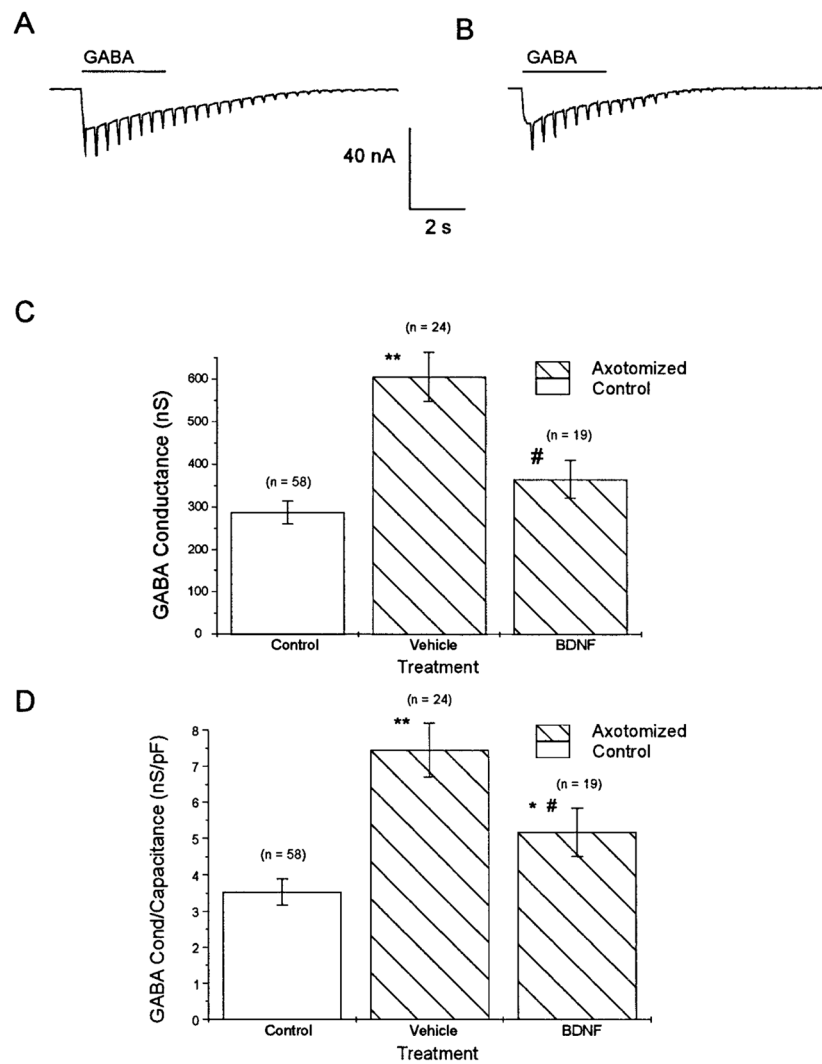 A
B
GABA
GABA
40 nA
2 s
C
(n = 24)
**
Axotomized
Control
(n = 19)
#
(n = 58)
GABA Conductance (nS)
600
500
400
300
200
100
0
Control
Vehicle
BDNF
Treatment
D
(n = 24)
**
Axotomized
Control
(n = 19)
* #
(n = 58)
GABA Cond/Capacitance (nS/pF)
8
7
6
5
4
3
2
1
0
Control
Vehicle
BDNF
Treatment